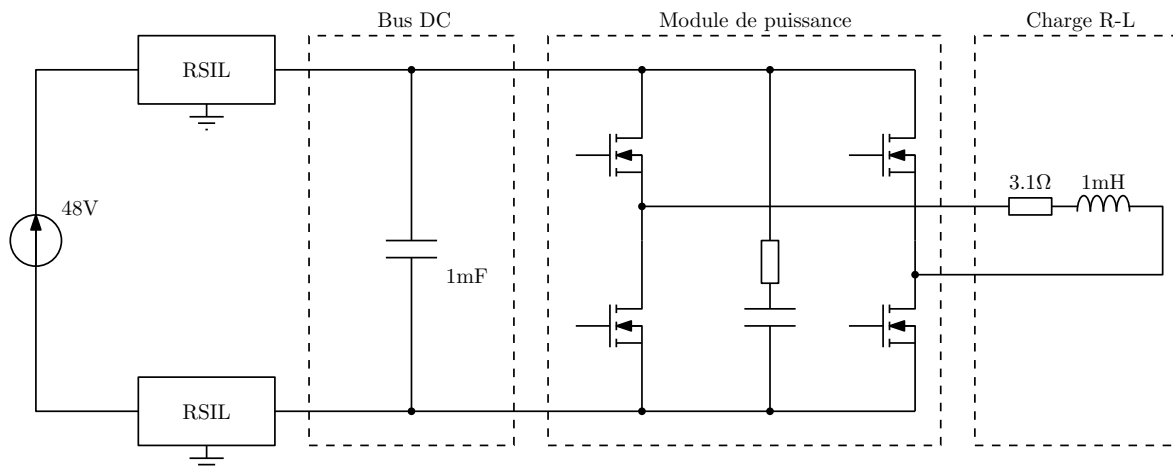 Bus DC
Module de puissance
Charge R-L
RSIL
48V
3.1Ω
1mH
1mF
RSIL